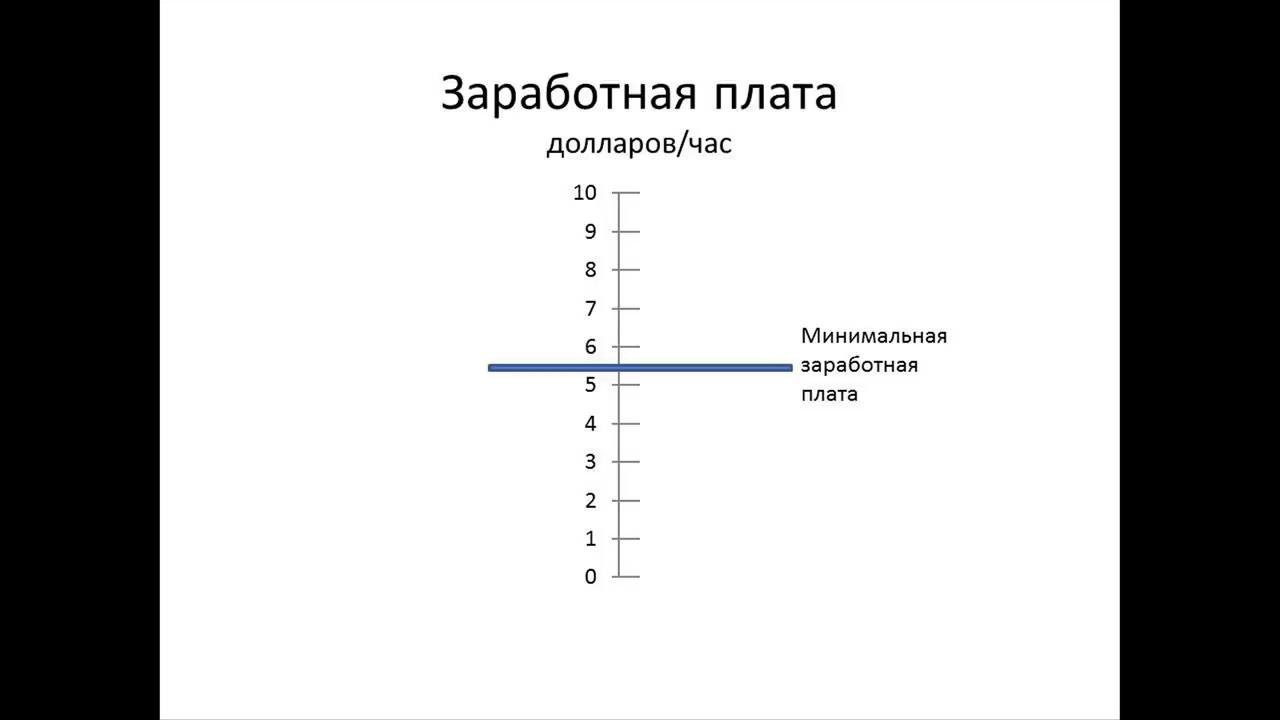 Заработная плата
долларов/час
10
9
8
7
6
5
4
3
2
1
0
Минимальная
заработная
плата